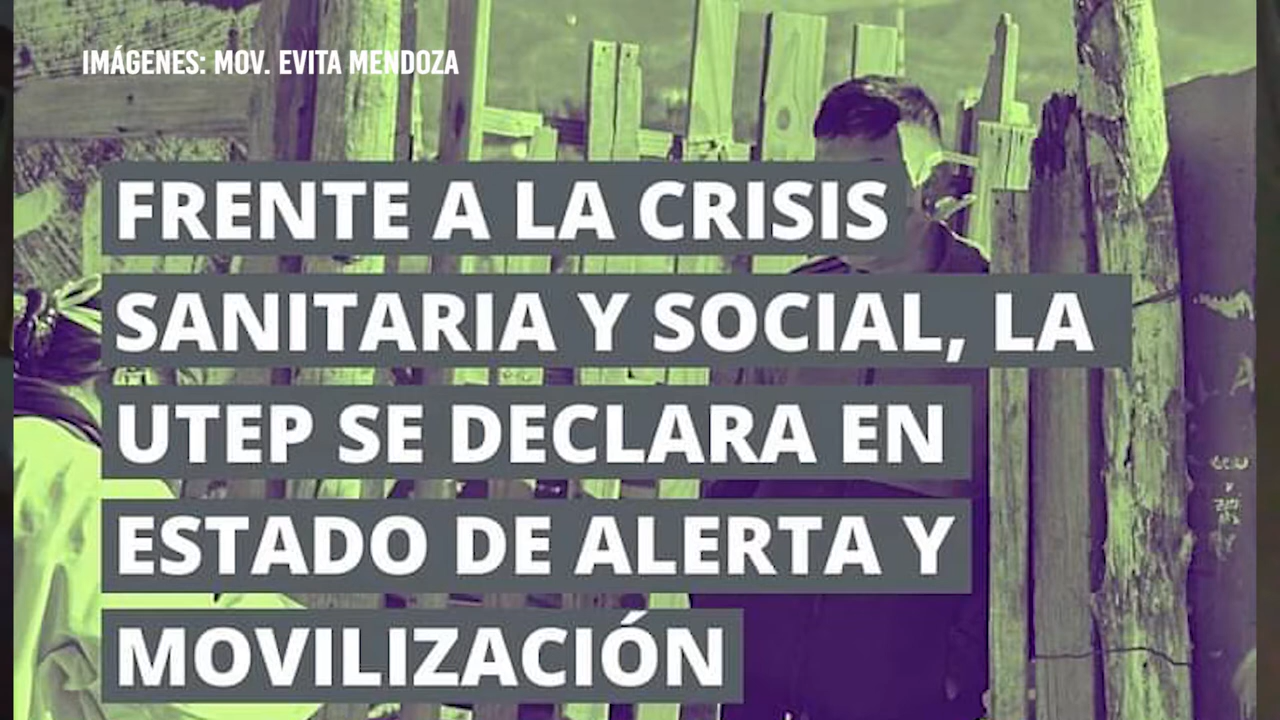 IMÁGENES: MOV. EVITA MENDOZA
FRENTE A LA CRISIS
SANITARIA Y SOCIAL, LA
UTEP SE DECLARA EN
ESTADO DE ALERTA Y
MOVILIZACIÓN